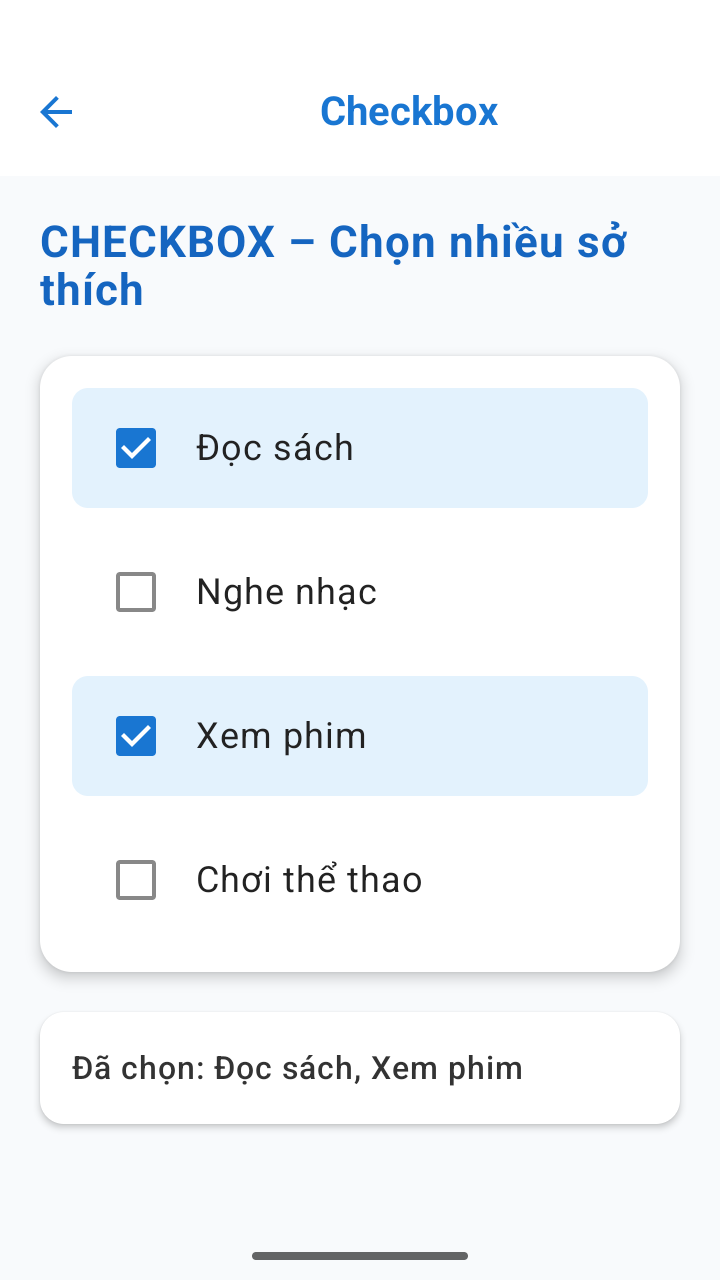 Checkbox
CHECKBOX – Chọn nhiều sở
thích
Đọc sách
Nghe nhạc
Xem phim
Chơi thể thao
Đã chọn: Đọc sách, Xem phim